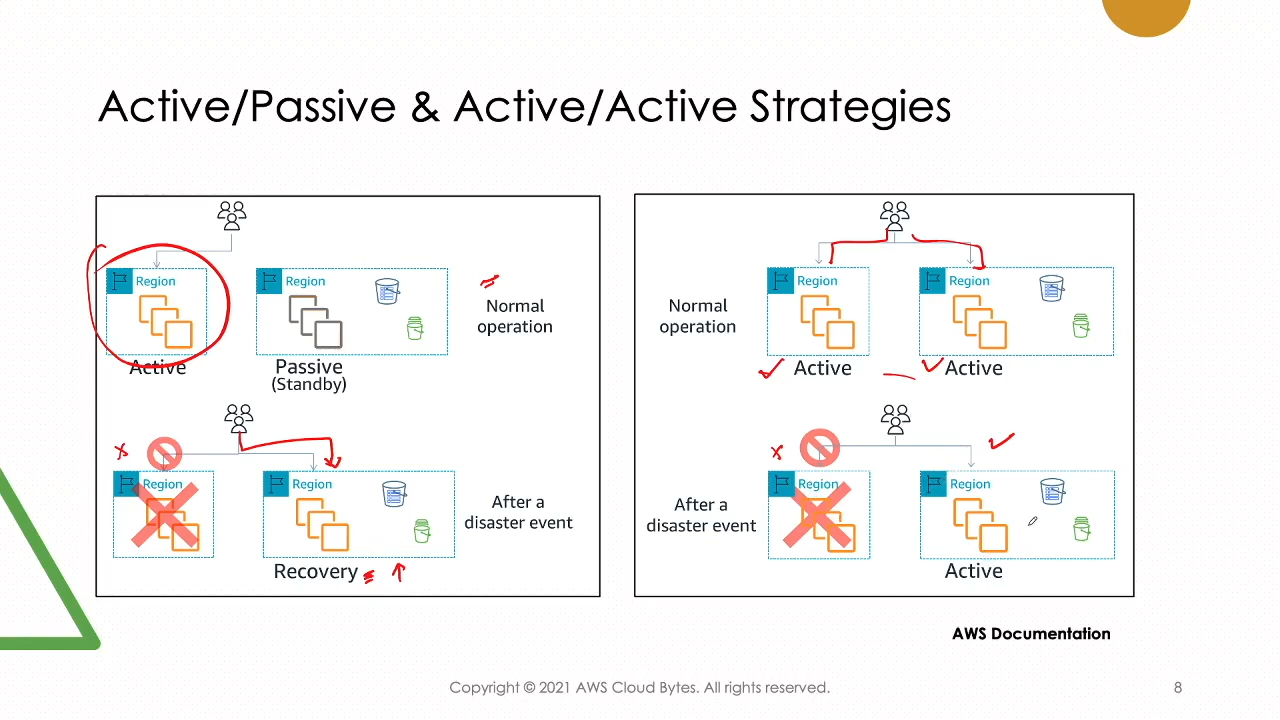 Active/Passive & Active/Active Strategies
Region
Region
Normal
operation
Active
Passive
(Standby)
Region
Region
After a
disaster event
Recovery
Region
Region
Normal
operation
Active
Active
Region
Region
After a
disaster event
Active
AWS Documentation
Copyright © 2021 AWS Cloud Bytes. All rights reserved.
8